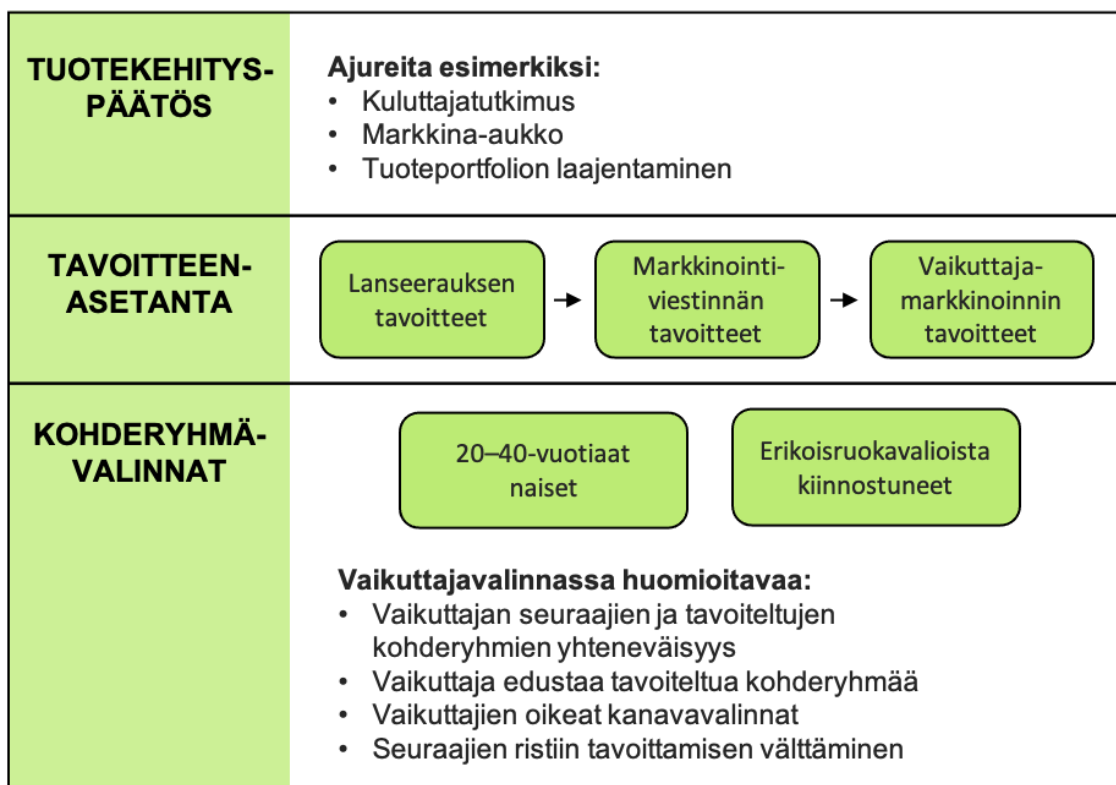 TUOTEKEHITYS-
PÄÄTÖS
Ajureita esimerkiksi:
• Kuluttajatutkimus
• Markkina-aukko
• Tuoteportfolion laajentaminen
TAVOITTEEN-
ASETANTA
Lanseerauksen
tavoitteet
Markkinointi-
viestinnän
tavoitteet
Vaikuttaja-
markkinoinnin
tavoitteet
KOHDERYHMÄ-
VALINNAT
20–40-vuotiaat
naiset
Erikoisruokavalioista
kiinnostuneet
Vaikuttajavalinnassa huomioitavaa:
• Vaikuttajan seuraajien ja tavoiteltujen
kohderyhmien yhteneväisyys
• Vaikuttaja edustaa tavoiteltua kohderyhmää
• Vaikuttajien oikeat kanavavalinnat
• Seuraajien ristiin tavoittamisen välttäminen